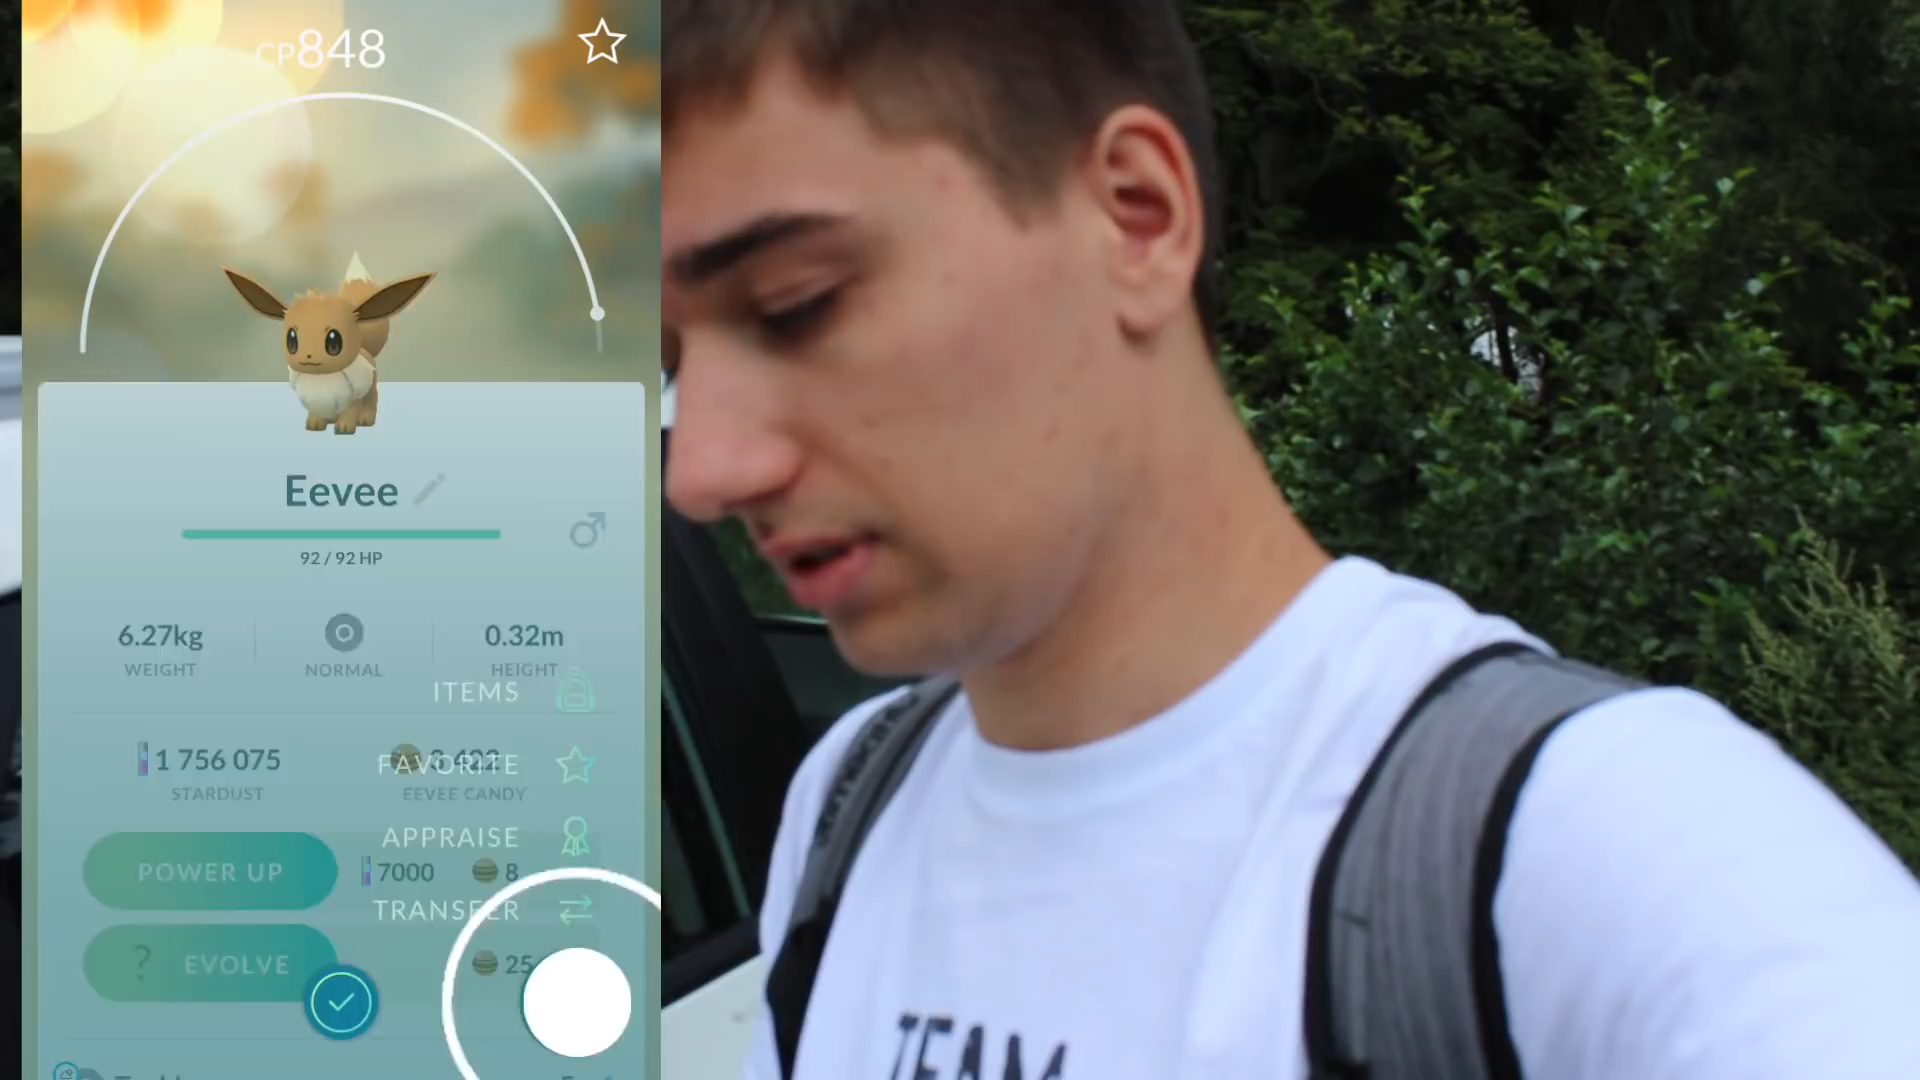 CP848
Eevee
92 / 92 HP
6.27kg
WEIGHT
NORMAL
0.32m
HEIGHT
ITEMS
1 756 075
STARDUST
FAVORITE
EEVEE CANDY
APPRAISE
POWER UP
7000
8
TRANSFER
? EVOLVE
25
TEAM